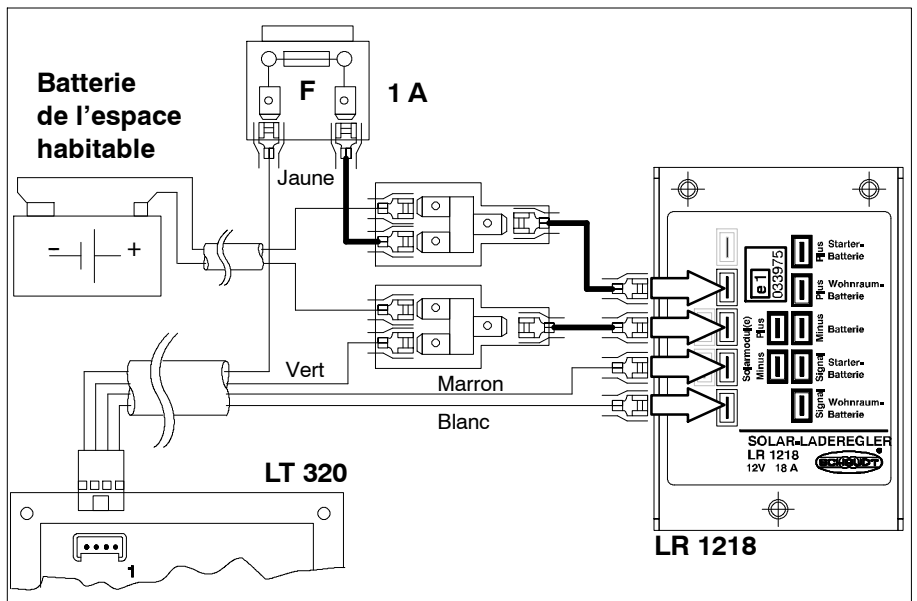 Batterie
de l'espace
habitable
F
1 A
Jaune
Vert
Marron
Blanc
LT 320
1
e1
033975
Plus
Starter-
Batterie
Plus
Wohnraum-
Batterie
Solarmodul(e)
Plus
Minus
Minus
Batterie
Signal
Starter-
Batterie
Signal
Wohnraum-
Batterie
SOLAR-LADEREGLER
LR 1218
12V 18 A
SCHAUDT
LR 1218